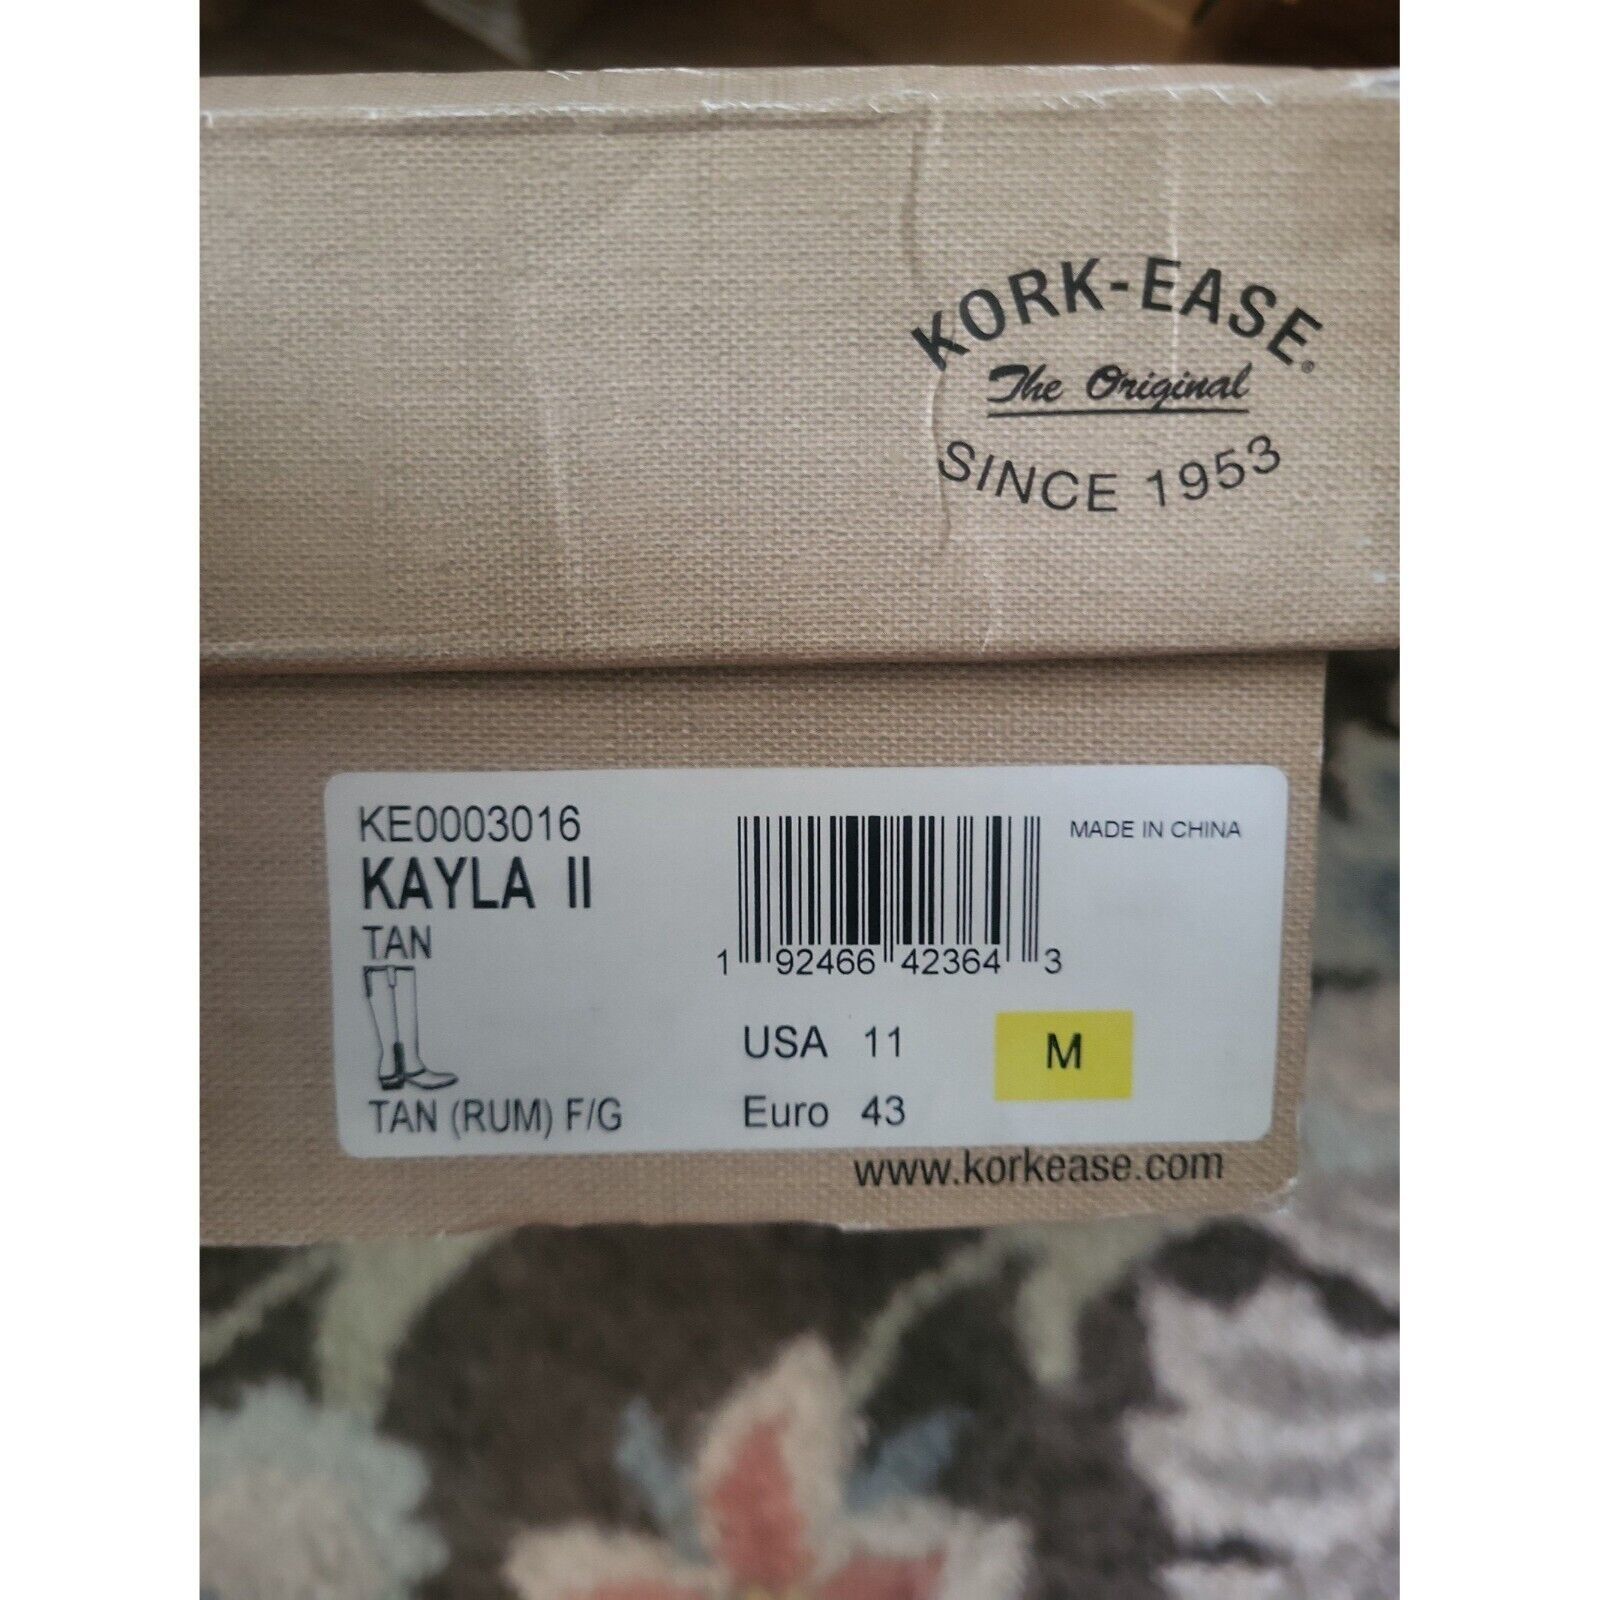 KORK-EASE®
The Original
SINCE 1953
KE0003016
KAYLA II
TAN
TAN (RUM) F/G
1 92466 42364 3
MADE IN CHINA
USA 11
M
Euro 43
www.korkease.com